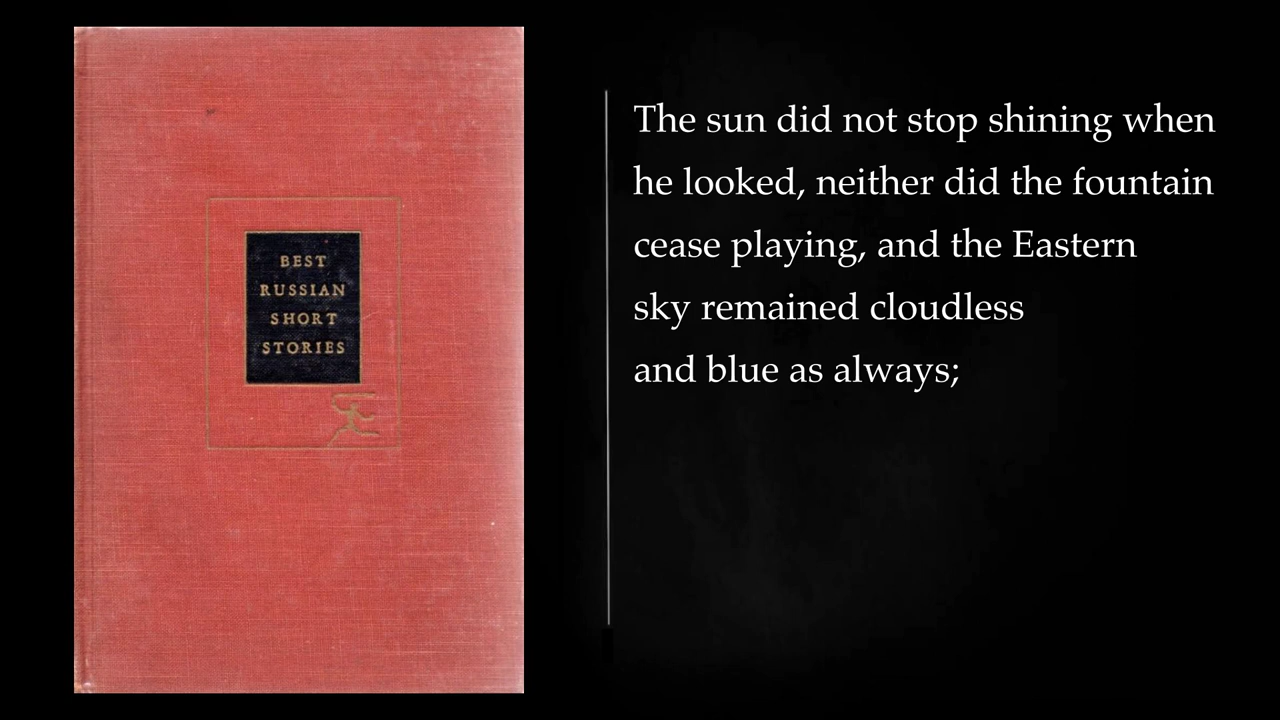 BEST
RUSSIAN
SHORT
STORIES
The sun did not stop shining when
he looked, neither did the fountain
cease playing, and the Eastern
sky remained cloudless
and blue as always;